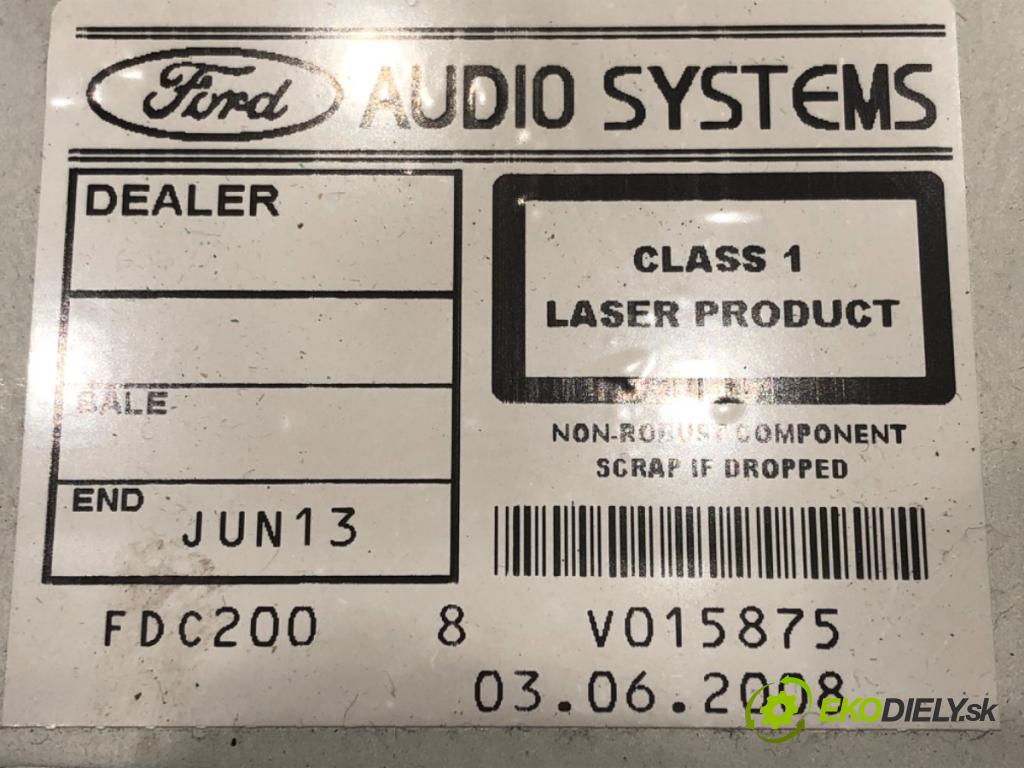 Ford AUDIO SYSTEMS
DEALER
CLASS 1
LASER PRODUCT
SALE
NON-ROBUST COMPONENT
SCRAP IF DROPPED
END
JUN13
FDC200 8 V015875
03.06.2008
EKODIELY.sk